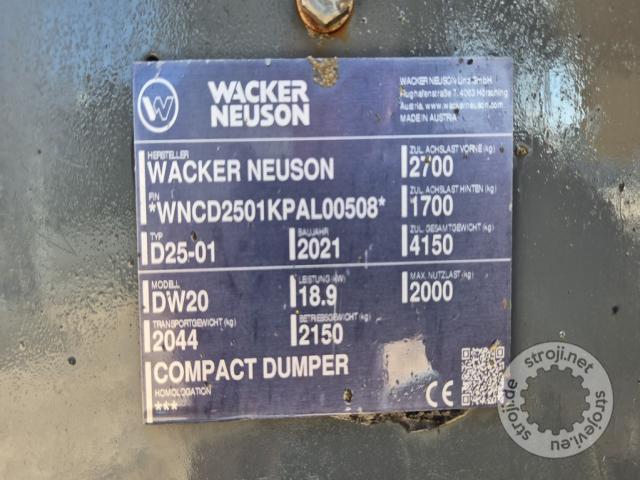 W
WACKER
NEUSON
WACKER NEUSON Linz GmbH
Flughafenstraße 7, 4063 Hörsching
Austria, www.wackerneuson.com
MADE IN AUSTRIA
HERSTELLER
WACKER NEUSON
PIN
*WNCD2501KPAL00508*
TYP
D25-01
BAUJAHR
2021
MODELL
DW20
LEISTUNG (kW)
18.9
TRANSPORTGEWICHT (kg)
2044
BETRIEBSGEWICHT (kg)
2150
COMPACT DUMPER
HOMOLOGATION
***
ZUL. ACHSLAST VORNE (kg)
2700
ZUL. ACHSLAST HINTEN (kg)
1700
ZUL. GESAMTGEWICHT (kg)
4150
MAX. NUTZLAST (kg)
2000
CE
stroji.net
stroji.de
strojevi.eu